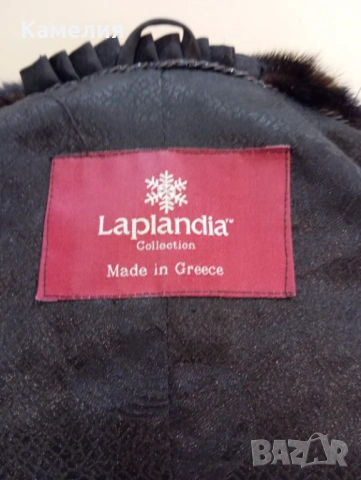 Камелия
Laplandia™
Collection
Made in Greece
BAZAR